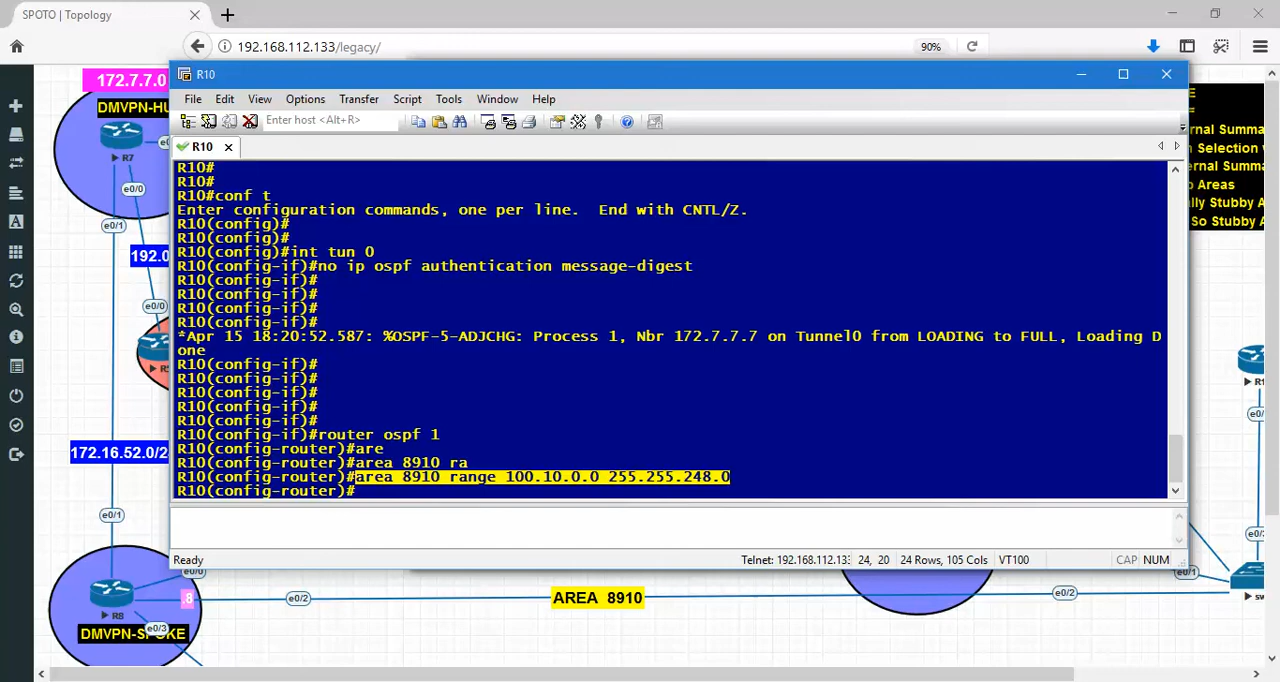 SPOTO | Topology
192.168.112.133/legacy/
90%
R10
File Edit View Options Transfer Script Tools Window Help
Enter host <Alt+R>
R10
R10#
R10#
R10#conf t
Enter configuration commands, one per line.  End with CNTL/Z.
R10(config)#
R10(config)#
R10(config)#int tun 0
R10(config-if)#no ip ospf authentication message-digest
R10(config-if)#
R10(config-if)#
R10(config-if)#
R10(config-if)#
*Apr 15 18:20:52.587: %OSPF-5-ADJCHG: Process 1, Nbr 172.7.7.7 on Tunnel0 from LOADING to FULL, Loading D
one
R10(config-if)#
R10(config-if)#
R10(config-if)#
R10(config-if)#
R10(config-if)#
R10(config-if)#router ospf 1
R10(config-router)#are
R10(config-router)#area 8910 ra
R10(config-router)#area 8910 range 100.10.0.0 255.255.248.0
R10(config-router)#
Ready
Telnet: 192.168.112.13
24, 20
24 Rows, 105 Cols
VT100
CAP NUM
172.7.7.0
DMVPN-HU
R7
e0/0
e0/1
192.0
e0/0
172.16.52.0/2
e0/1
e0/0
.8
R8
e0/2
DMVPN-SPOKE
e0/3
AREA 8910
e0/2
e0/1
sw
E
=
rnal Summa
n Selection w
ernal Summa
b Areas
lly Stubby A
So Stubby A
R1
e0/
e0/